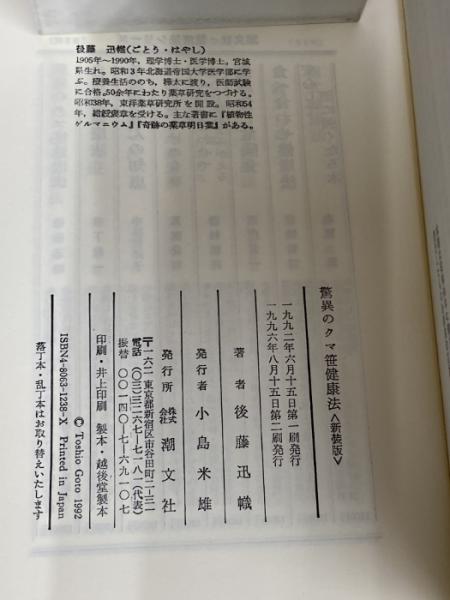 後藤 迅幟(ごとう・はやし)
1905年〜1990年、理学博士・医学博士。宮城
県生れ。昭和3年北海道帝国大学医学部に学
ぶ。療養生活ののち、樺太に渡り、医師試験
に合格。50余年にわたり薬草研究をつづける。
昭和38年、東洋薬草研究所を開設。昭和54
年、紺綬褒章を受ける。主な著書に『植物性
ゲルマニウム』『奇跡の薬草明日葉』がある。
驚異のクマ笹健康法〈新装版〉
一九九二年六月十五日第一刷発行
一九九六年八月十五日第二刷発行
著者 後藤迅幟
発行者 小島米雄
発行所 株式会社 潮文社
〒一六二 東京都新宿区市谷田町二ー三一
電話 〇三ー三二六七ー七一八一(代表)
振替 〇〇一四〇ー七ー六九一〇七
印刷・井上印刷 製本・越後堂製本
ISBN4-8063-1238-X Printed in Japan
© Toshio Goto 1992
落丁本・乱丁本はお取り替えいたします